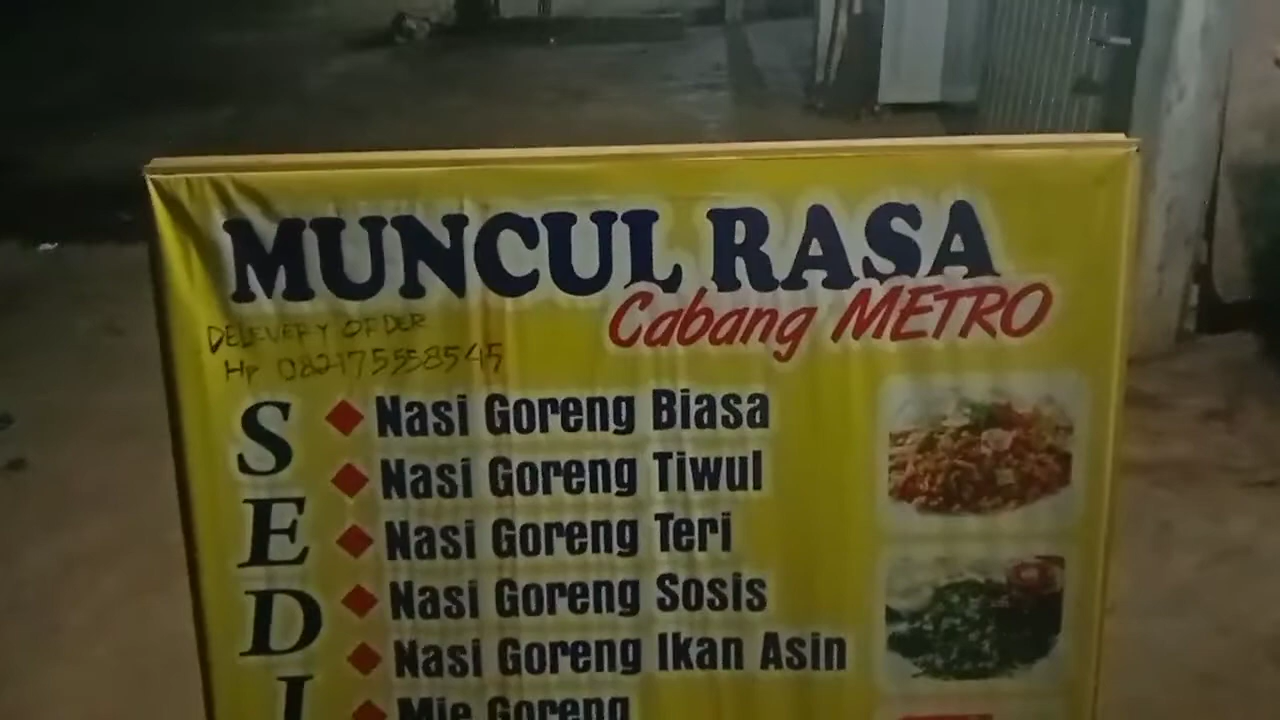 MUNCUL RASA
Cabang METRO
DELEVERY ORDER
Hp 082175558545
SEDI
Nasi Goreng Biasa
Nasi Goreng Tiwul
Nasi Goreng Teri
Nasi Goreng Sosis
Nasi Goreng Ikan Asin
Mie Goreng